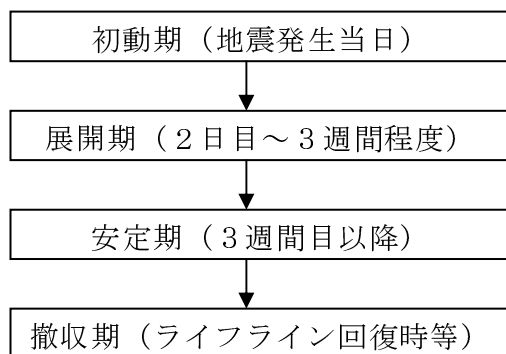 初動期（地震発生当日）
展開期（２日目～３週間程度）
安定期（３週間目以降）
撤収期（ライフライン回復時等）